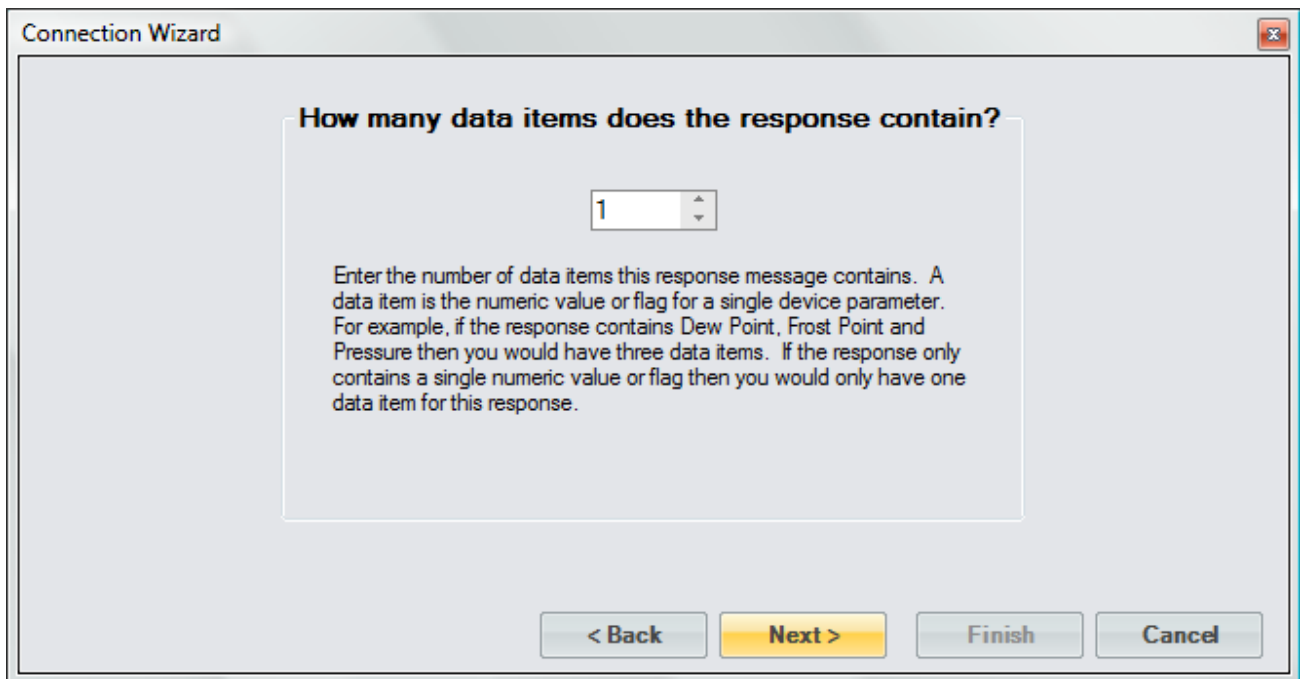 Connection Wizard
How many data items does the response contain?
1
Enter the number of data items this response message contains.  A
data item is the numeric value or flag for a single device parameter.
For example, if the response contains Dew Point, Frost Point and
Pressure then you would have three data items.  If the response only
contains a single numeric value or flag then you would only have one
data item for this response.
< Back
Next >
Finish
Cancel